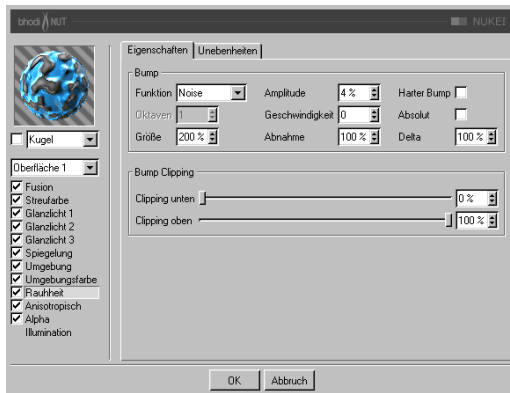 bhodi NUT
NUKEI
Eigenschaften Unebenheiten
Bump
Funktion Noise Amplitude 4 % Harter Bump
Oktaven 1 Geschwindigkeit 0 Absolut
Größe 200 % Abnahme 100 % Delta 100 %
Kugel
Oberfläche 1
Fusion
Streufarbe
Glanzlicht 1
Glanzlicht 2
Glanzlicht 3
Spiegelung
Umgebung
Umgebungsfarbe
Rauhheit
Anisotropisch
Alpha
Illumination
Bump Clipping
Clipping unten 0 %
Clipping oben 100 %
OK Abbruch